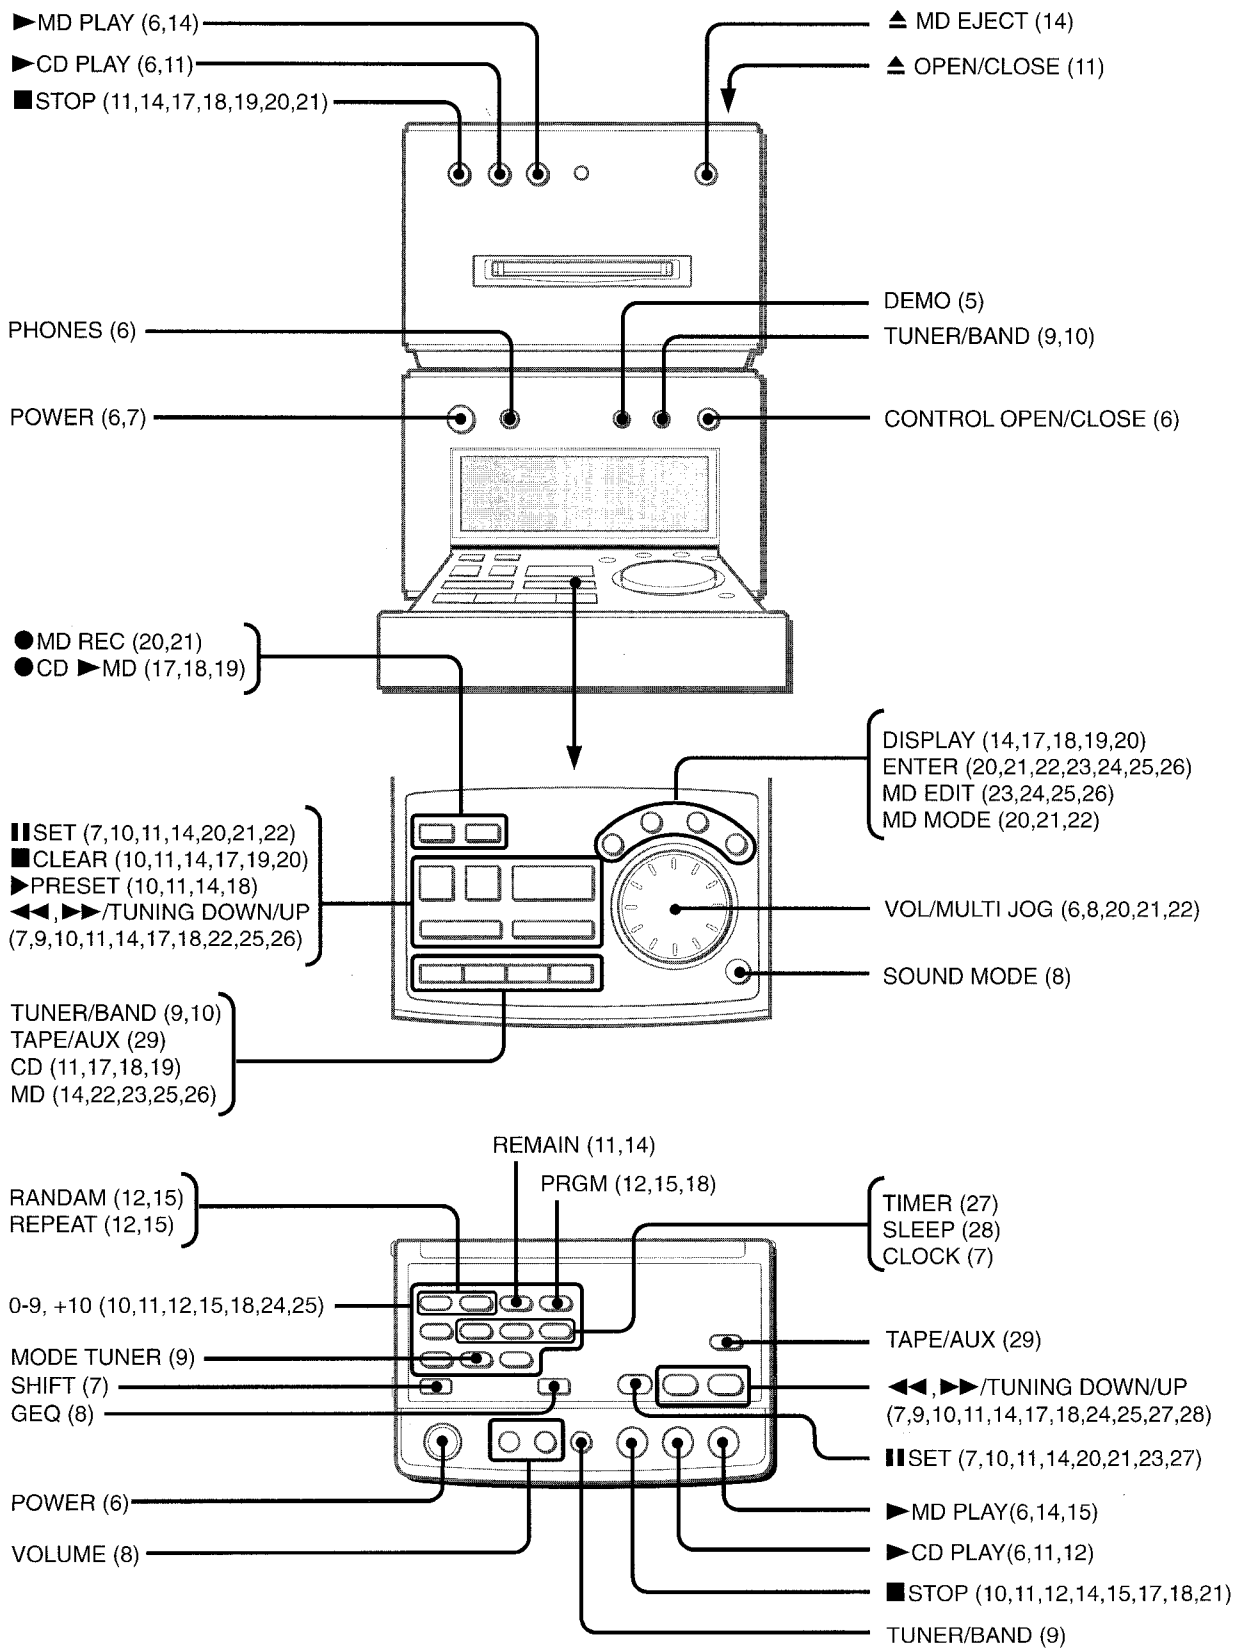 ►MD PLAY (6,14)
►CD PLAY (6,11)
■STOP (11,14,17,18,19,20,21)
⏏ MD EJECT (14)
⏏ OPEN/CLOSE (11)
PHONES (6)
POWER (6,7)
DEMO (5)
TUNER/BAND (9,10)
CONTROL OPEN/CLOSE (6)
●MD REC (20,21)
●CD ►MD (17,18,19)
DISPLAY (14,17,18,19,20)
ENTER (20,21,22,23,24,25,26)
MD EDIT (23,24,25,26)
MD MODE (20,21,22)
▮▮SET (7,10,11,14,20,21,22)
■CLEAR (10,11,14,17,19,20)
►PRESET (10,11,14,18)
◄◄,►►/TUNING DOWN/UP
(7,9,10,11,14,17,18,22,25,26)
VOL/MULTI JOG (6,8,20,21,22)
SOUND MODE (8)
TUNER/BAND (9,10)
TAPE/AUX (29)
CD (11,17,18,19)
MD (14,22,23,25,26)
REMAIN (11,14)
PRGM (12,15,18)
RANDAM (12,15)
REPEAT (12,15)
TIMER (27)
SLEEP (28)
CLOCK (7)
0-9, +10 (10,11,12,15,18,24,25)
MODE TUNER (9)
SHIFT (7)
GEQ (8)
TAPE/AUX (29)
◄◄,►►/TUNING DOWN/UP
(7,9,10,11,14,17,18,24,25,27,28)
▮▮SET (7,10,11,14,20,21,23,27)
POWER (6)
VOLUME (8)
►MD PLAY(6,14,15)
►CD PLAY(6,11,12)
■STOP (10,11,12,14,15,17,18,21)
TUNER/BAND (9)